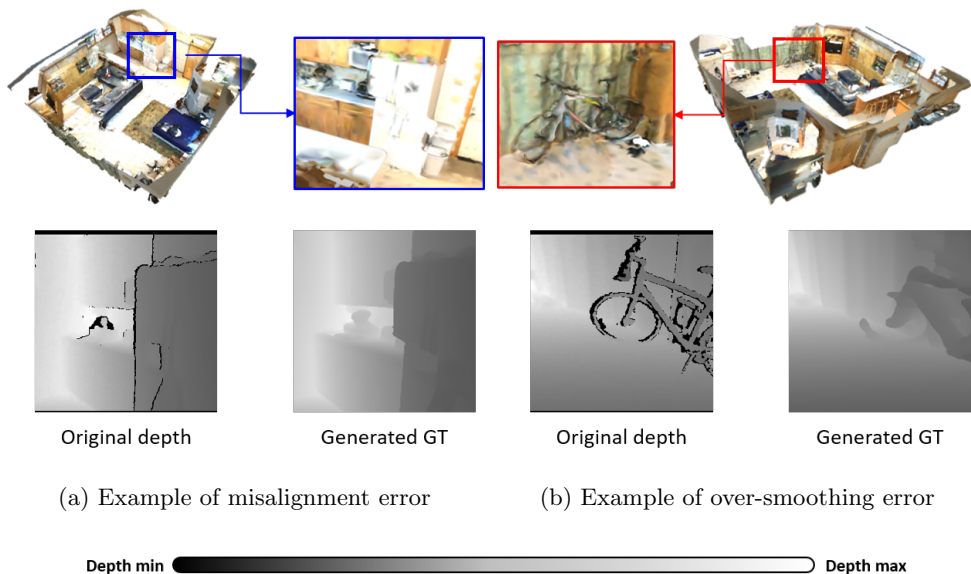 Original depth
Generated GT
Original depth
Generated GT
(a) Example of misalignment error
(b) Example of over-smoothing error
Depth min
Depth max